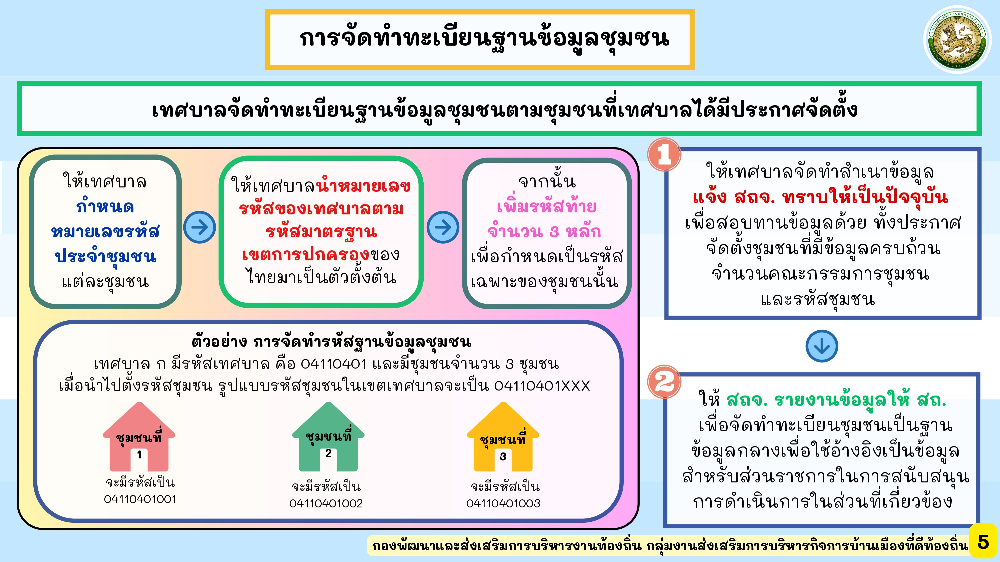 การจัดทำทะเบียนฐานข้อมูลชุมชน
กรมส่งเสริมการปกครองท้องถิ่น
DEPARTMENT OF LOCAL ADMINISTRATION
เทศบาลจัดทำทะเบียนฐานข้อมูลชุมชนตามชุมชนที่เทศบาลได้มีประกาศจัดตั้ง
ให้เทศบาล
กำหนด
หมายเลขรหัส
ประจำชุมชน
แต่ละชุมชน
ให้เทศบาลนำหมายเลข
รหัสของเทศบาลตาม
รหัสมาตรฐาน
เขตการปกครองของ
ไทยมาเป็นตัวตั้งต้น
จากนั้น
เพิ่มรหัสท้าย
จำนวน 3 หลัก
เพื่อกำหนดเป็นรหัส
เฉพาะของชุมชนนั้น
ตัวอย่าง การจัดทำรหัสฐานข้อมูลชุมชน
เทศบาล ก มีรหัสเทศบาล คือ 04110401 และมีชุมชนจำนวน 3 ชุมชน
เมื่อนำไปตั้งรหัสชุมชน รูปแบบรหัสชุมชนในเขตเทศบาลจะเป็น 04110401XXX
ชุมชนที่
1
จะมีรหัสเป็น
04110401001
ชุมชนที่
2
จะมีรหัสเป็น
04110401002
ชุมชนที่
3
จะมีรหัสเป็น
04110401003
1
ให้เทศบาลจัดทำสำเนาข้อมูล
แจ้ง สถจ. ทราบให้เป็นปัจจุบัน
เพื่อสอบทานข้อมูลด้วย ทั้งประกาศ
จัดตั้งชุมชนที่มีข้อมูลครบถ้วน
จำนวนคณะกรรมการชุมชน
และรหัสชุมชน
2
ให้ สถจ. รายงานข้อมูลให้ สถ.
เพื่อจัดทำทะเบียนชุมชนเป็นฐาน
ข้อมูลกลางเพื่อใช้อ้างอิงเป็นข้อมูล
สำหรับส่วนราชการในการสนับสนุน
การดำเนินการในส่วนที่เกี่ยวข้อง
กองพัฒนาและส่งเสริมการบริหารงานท้องถิ่น กลุ่มงานส่งเสริมการบริหารกิจการบ้านเมืองที่ดีท้องถิ่น
5